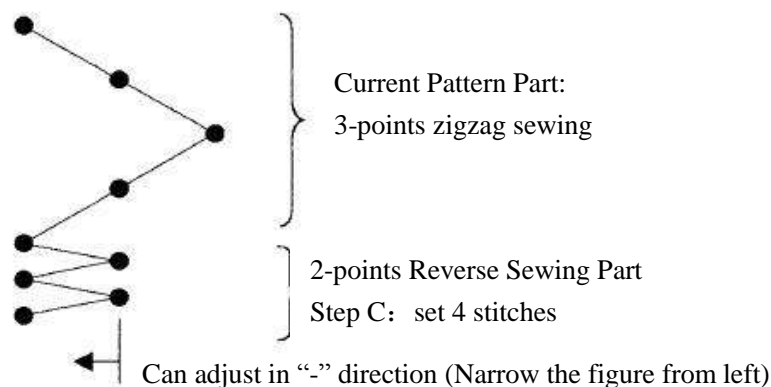 Current Pattern Part:
3-points zigzag sewing
2-points Reverse Sewing Part
Step C：set 4 stitches
Can adjust in “-” direction (Narrow the figure from left)